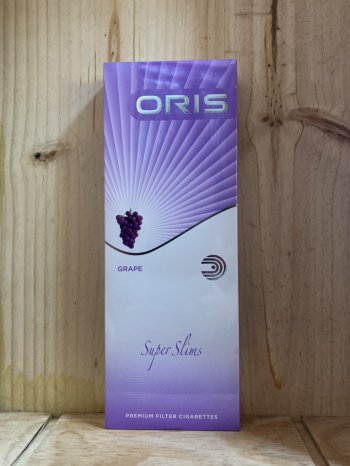 ORIS
GRAPE
Super Slims
PREMIUM FILTER CIGARETTES